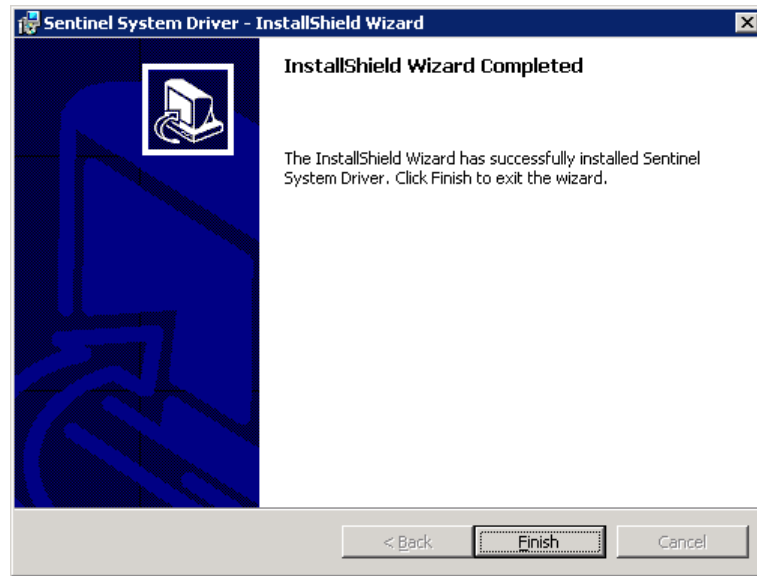 Sentinel System Driver - InstallShield Wizard
InstallShield Wizard Completed
The InstallShield Wizard has successfully installed Sentinel
System Driver. Click Finish to exit the wizard.
< Back
Finish
Cancel